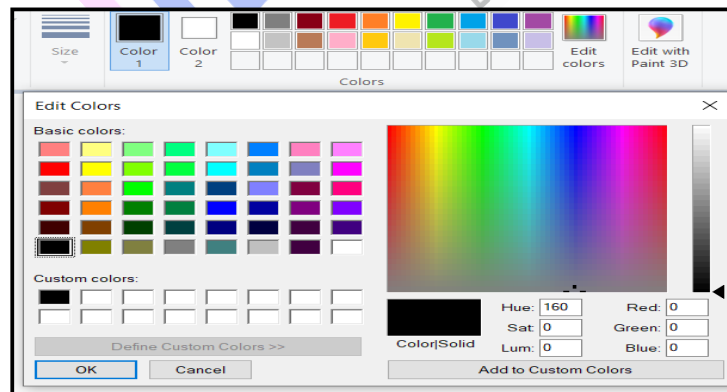 Size
Color
1
Color
2
Edit
colors
Edit with
Paint 3D
Colors
Edit Colors
Basic colors:
Custom colors:
Define Custom Colors >>
OK Cancel
Color|Solid
Hue: 160 Red: 0
Sat: 0 Green: 0
Lum: 0 Blue: 0
Add to Custom Colors